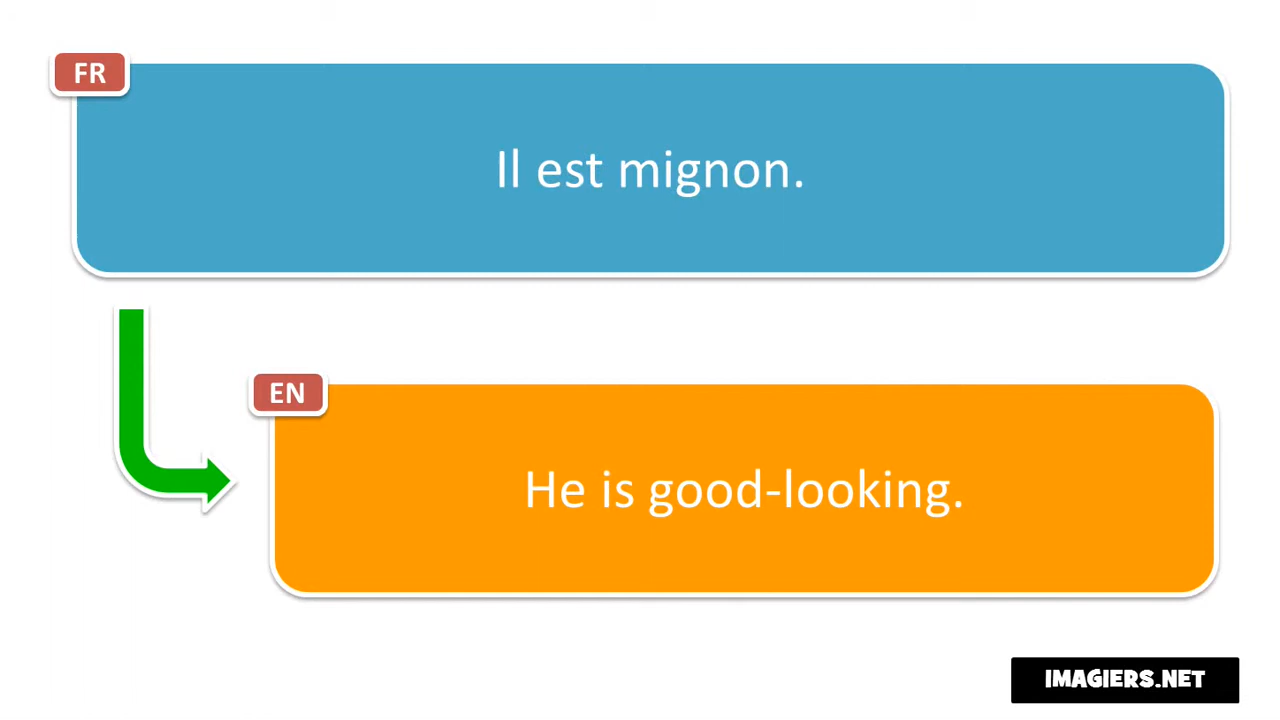 FR
Il est mignon.
EN
He is good-looking.
IMAGIERS.NET